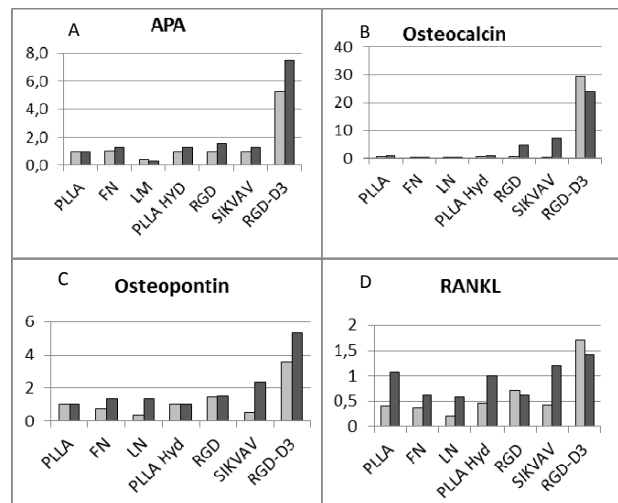 A
APA
8,0
6,0
4,0
2,0
0,0
PLLA
FN
LM
PLLA HYD
RGD
SIKVAV
RGD-D3
B
Osteocalcin
40
30
20
10
0
PLLA
FN
LN
PLLA Hyd
RGD
SIKVAV
RGD-D3
C
Osteopontin
6
4
2
0
PLLA
FN
LN
PLLA Hyd
RGD
SIKVAV
RGD-D3
D
RANKL
2
1,5
1
0,5
0
PLLA
FN
LN
PLLA Hyd
RGD
SIKVAV
RGD-D3